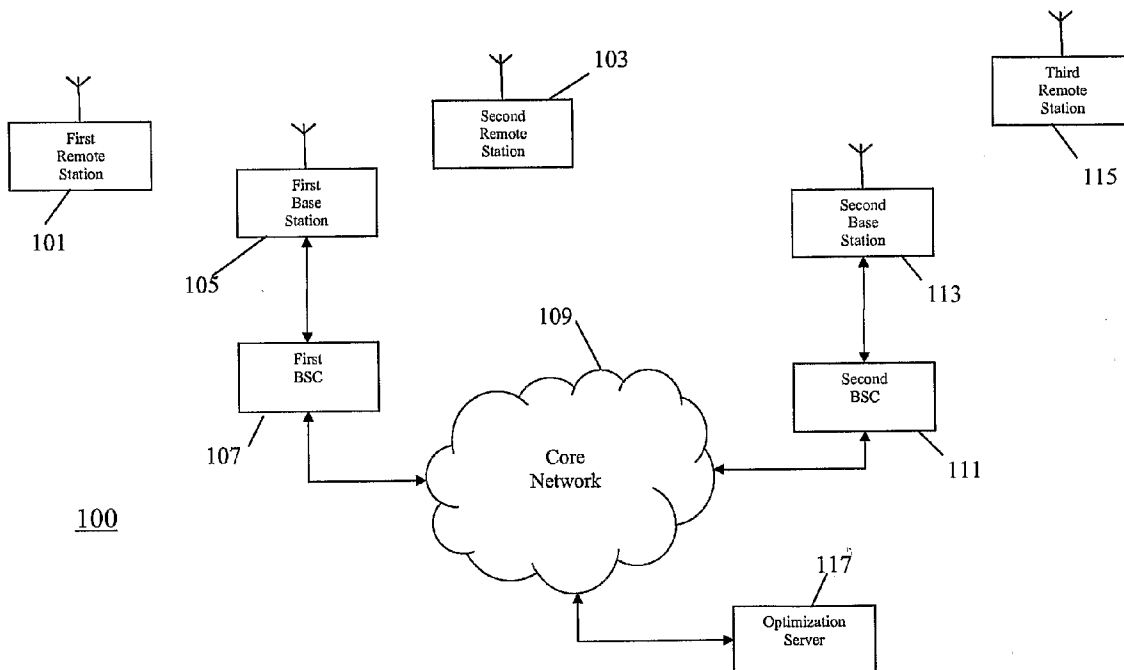 103
Third
Remote
Station
115
First
Remote
Station
101
Second
Remote
Station
First
Base
Station
105
Second
Base
Station
113
109
First
BSC
107
Second
BSC
111
Core
Network
100
117
Optimization
Server